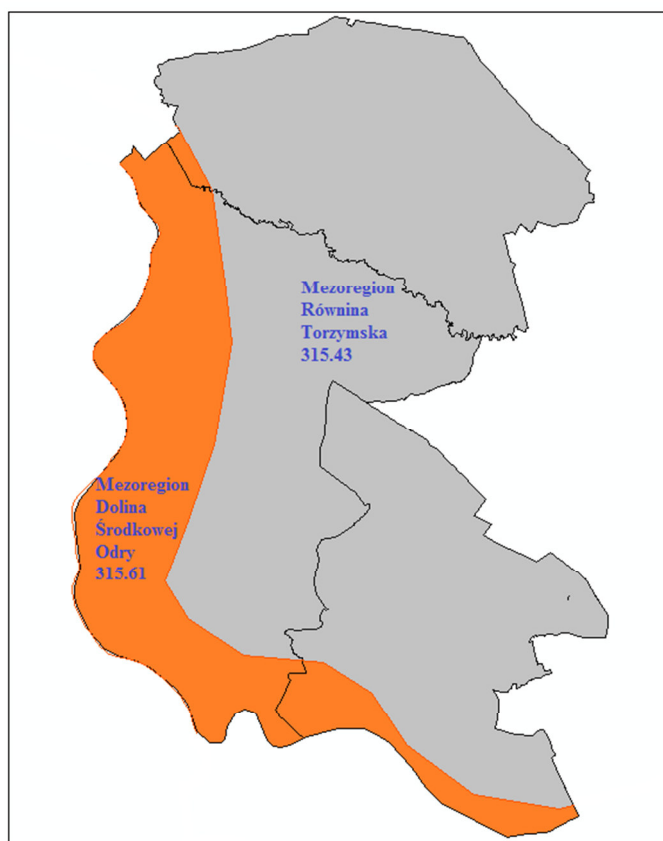 Mezoregion
Równina
Torzymska
315.43
Mezoregion
Dolina
Środkowej
Odry
315.61